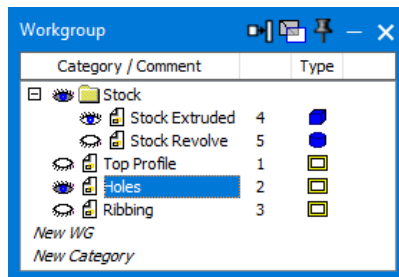 Workgroup
Category / Comment Type
Stock
Stock Extruded 4
Stock Revolve 5
Top Profile 1
Holes 2
Ribbing 3
New WG
New Category